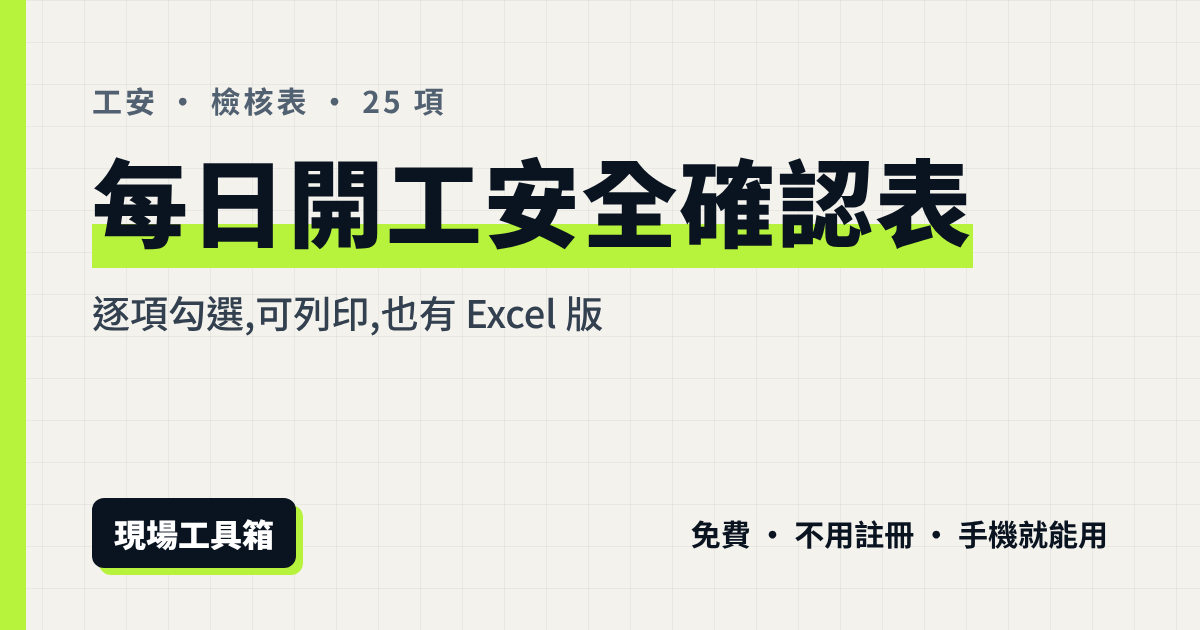 工安 · 檢核表 · 25 項
每日開工安全確認表
逐項勾選,可列印,也有 Excel 版
現場工具箱
免費 · 不用註冊 · 手機就能用